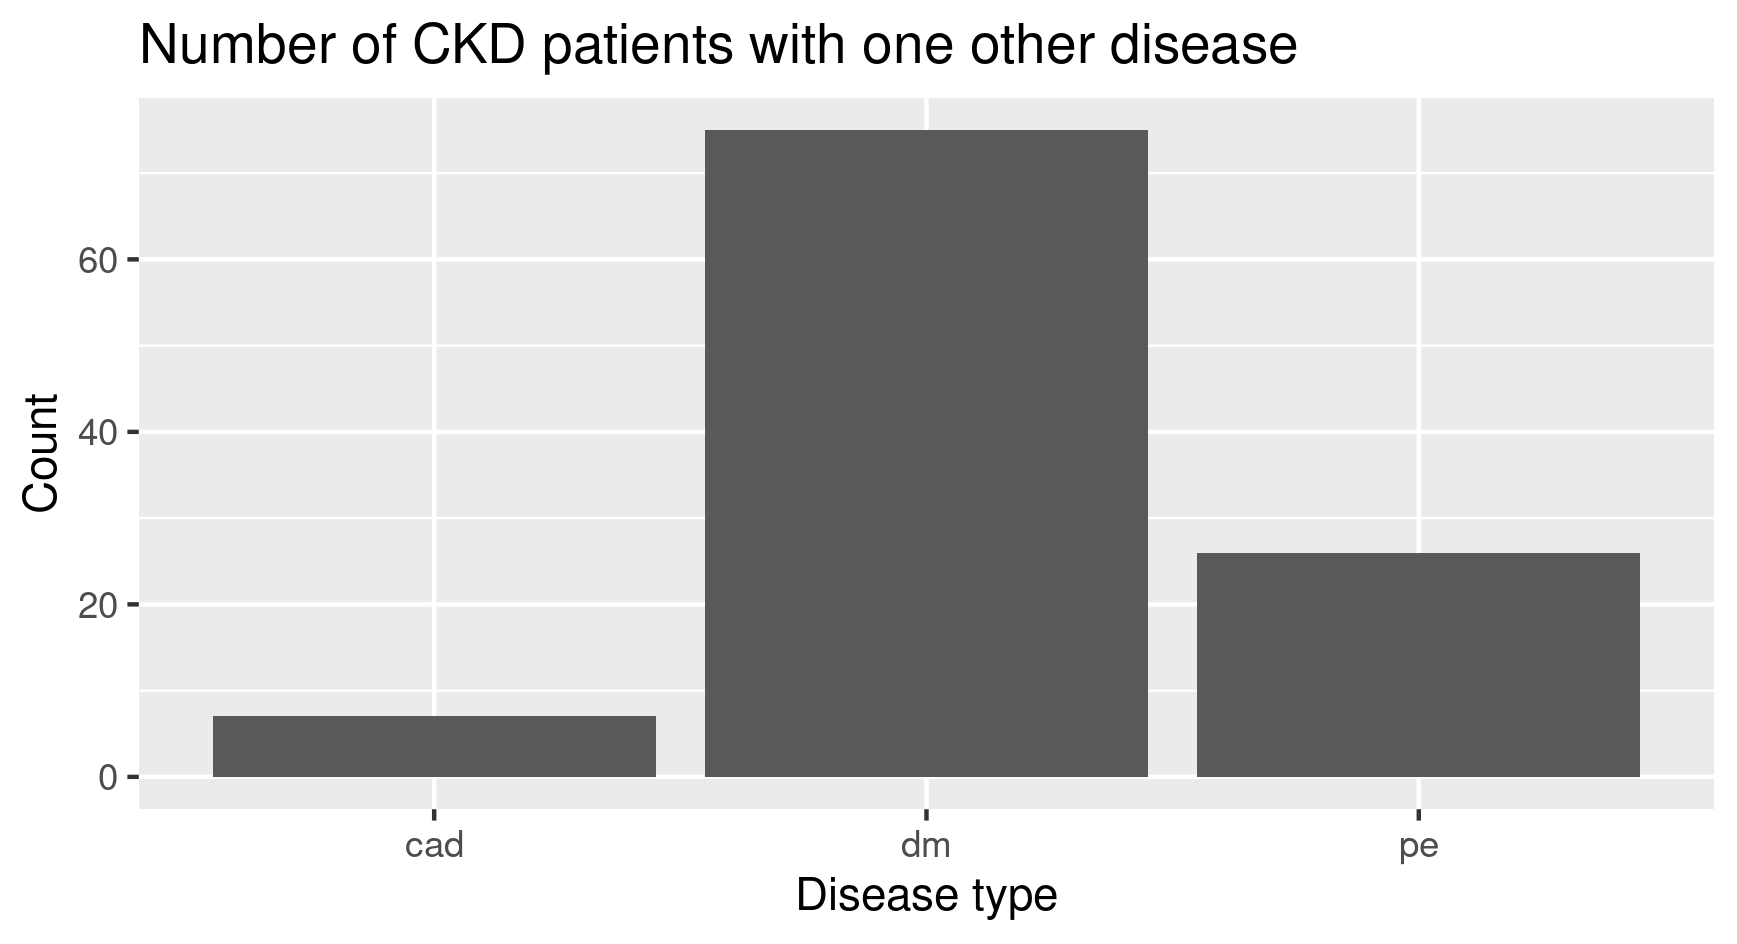 Number of CKD patients with one other disease
Count
60
40
20
0
cad dm pe
Disease type